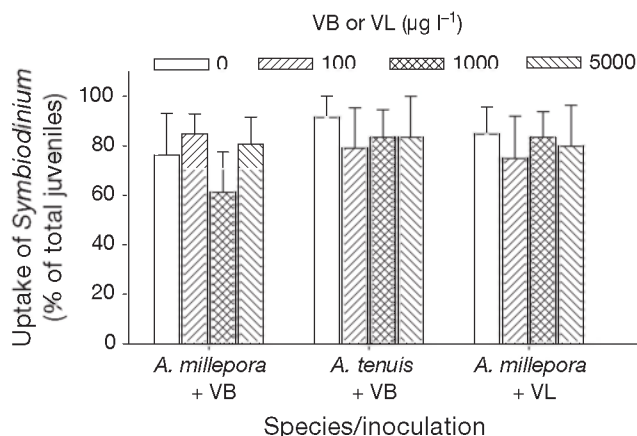 VB or VL (µg l⁻¹)
0 100 1000 5000
100
80
60
40
20
0
Uptake of Symbiodinium
(% of total juveniles)
A. millepora A. tenuis A. millepora
+ VB + VB + VL
Species/inoculation